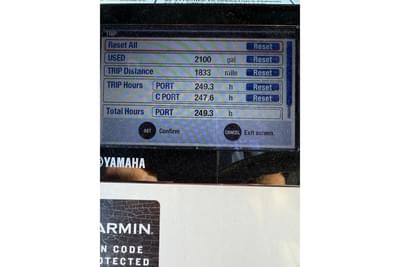 TRIP
Reset All Reset
USED 2100 gal Reset
TRIP Distance 1833 mile Reset
TRIP Hours PORT 249.3 h Reset
C PORT 247.6 h Reset
Total Hours PORT 249.3 h
SET Confirm CANCEL Exit screen.
YAMAHA
ARMIN
N CODE
OTECTED